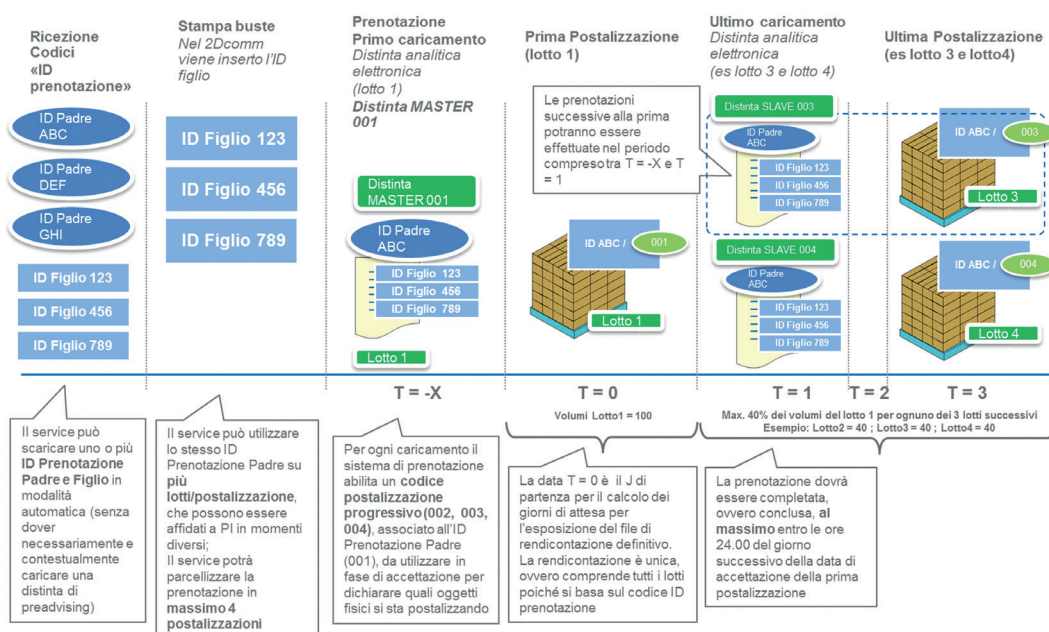 Ricezione
Codici
«ID
prenotazione»
ID Padre
ABC
ID Padre
DEF
ID Padre
GHI
ID Figlio 123
ID Figlio 456
ID Figlio 789
Stampa buste
Nel 2Dcomm
viene inserto l'ID
figlio
ID Figlio 123
ID Figlio 456
ID Figlio 789
Prenotazione
Primo caricamento
Distinta analitica
elettronica
(lotto 1)
Distinta MASTER
001
Distinta
MASTER 001
ID Padre
ABC
ID Figlio 123
ID Figlio 456
ID Figlio 789
Lotto 1
Prima Postalizzazione
(lotto 1)
Le prenotazioni
successive alla prima
potranno essere
effettuate nel periodo
compreso tra T = -X e T
= 1
ID ABC /
001
Lotto 1
Ultimo caricamento
Distinta analitica
elettronica
(es lotto 3 e lotto 4)
Distinta SLAVE 003
ID Padre
ABC
ID Figlio 123
ID Figlio 456
ID Figlio 789
Distinta SLAVE 004
ID Padre
ABC
ID Figlio 123
ID Figlio 456
ID Figlio 789
Ultima Postalizzazione
(es lotto 3 e lotto4)
ID ABC /
003
Lotto 3
ID ABC /
004
Lotto 4
T = -X
T = 0
T = 1
T = 2
T = 3
Volumi Lotto1 = 100
Max. 40% dei volumi del lotto 1 per ognuno dei 3 lotti successivi
Esempio: Lotto2 = 40 ; Lotto3 = 40 ; Lotto4 = 40
Il service può
scaricare uno o più
ID Prenotazione
Padre e Figlio in
modalità
automatica (senza
dover
necessariamente e
contestualmente
caricare una
distinta di
preadvising)
Il service può utilizzare
lo stesso ID
Prenotazione Padre su
più
lotti/postalizzazione,
che possono essere
affidati a PI in momenti
diversi;
Il service potrà
parcellizzare la
prenotazione in
massimo 4
postalizzazioni
Per ogni caricamento il
sistema di prenotazione
abilita un codice
postalizzazione
progressivo (002, 003,
004), associato all'ID
Prenotazione Padre
(001), da utilizzare in
fase di accettazione per
dichiarare quali oggetti
fisici si sta postalizzando
La data T = 0 è il J di
partenza per il calcolo dei
giorni di attesa per
l'esposizione del file di
rendicontazione definitivo.
La rendicontazione è unica,
ovvero comprende tutti i lotti
poiché si basa sul codice ID
prenotazione
La prenotazione dovrà
essere completata,
ovvero conclusa, al
massimo entro le ore
24.00 del giorno
successivo della data di
accettazione della prima
postalizzazione